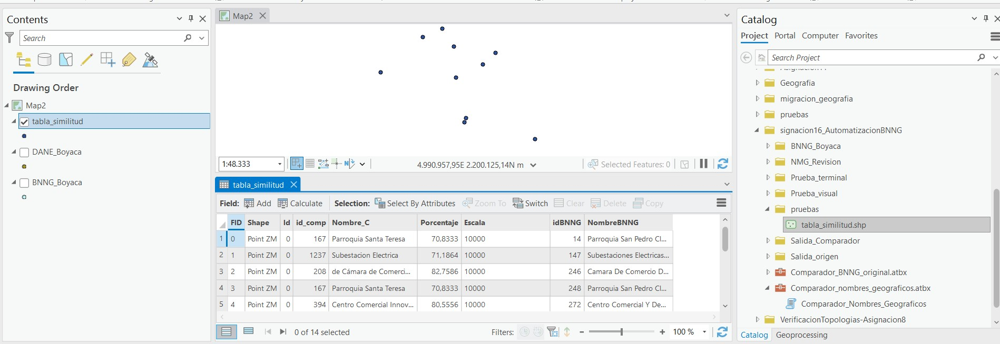 Contents
Search
Drawing Order
Map2
tabla_similitud
DANE_Boyaca
BNNG_Boyaca
Map2
1:48.333
4.990.957,95E 2.200.125,14N m
Selected Features: 0
tabla_similitud
Field: Add Calculate Selection: Select By Attributes Zoom To Switch Clear Delete Copy
FID Shape Id id_comp Nombre_C Porcentaje Escala idBNNG NombreBNNG
1 0 Point ZM 0 167 Parroquia Santa Teresa 70,8333 10000 14 Parroquia San Pedro Cl...
2 1 Point ZM 0 1237 Subestacion Electrica 71,1864 10000 147 Subestaciones Electricas...
3 2 Point ZM 0 208 de Cámara de Comerci... 82,7586 10000 246 Camara De Comercio D...
4 3 Point ZM 0 167 Parroquia Santa Teresa 70,8333 10000 248 Parroquia San Pedro Cl...
5 4 Point ZM 0 394 Centro Comercial Innov... 80,5556 10000 272 Centro Comercial Y De...
0 of 14 selected
Filters:
100 %
Catalog
Project Portal Computer Favorites
Search Project
Geografia
migracion_geografia
pruebas
signacion16_AutomatizacionBNNG
BNNG_Boyaca
NMG_Revision
Prueba_terminal
Prueba_visual
pruebas
tabla_similitud.shp
Salida_Comparador
Salida_origen
Comparador_BNNG_original.atbx
Comparador_nombres_geograficos.atbx
Comparador_Nombres_Geograficos
VerificacionTopologias-Asignacion8
Catalog Geoprocessing